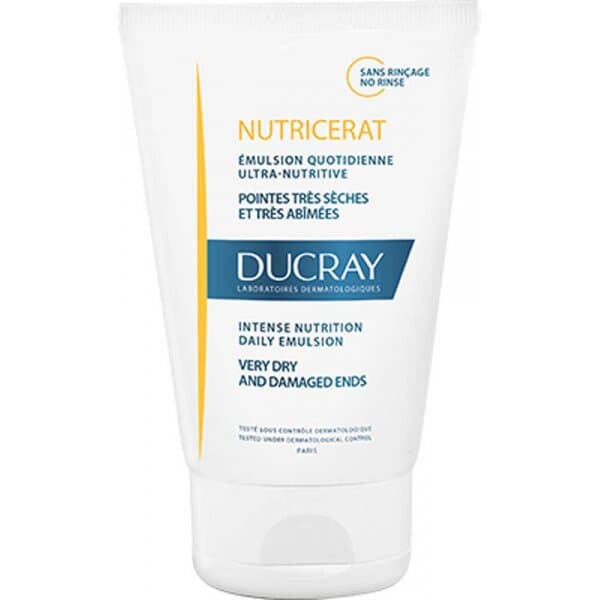 SANS RINÇAGE
NO RINSE
NUTRICERAT
ÉMULSION QUOTIDIENNE
ULTRA-NUTRITIVE
POINTES TRÈS SÈCHES
ET TRÈS ABÎMÉES
DUCRAY
LABORATOIRES DERMATOLOGIQUES
INTENSE NUTRITION
DAILY EMULSION
VERY DRY
AND DAMAGED ENDS
TESTÉ SOUS CONTRÔLE DERMATOLOGIQUE
TESTED UNDER DERMATOLOGICAL CONTROL
PARIS